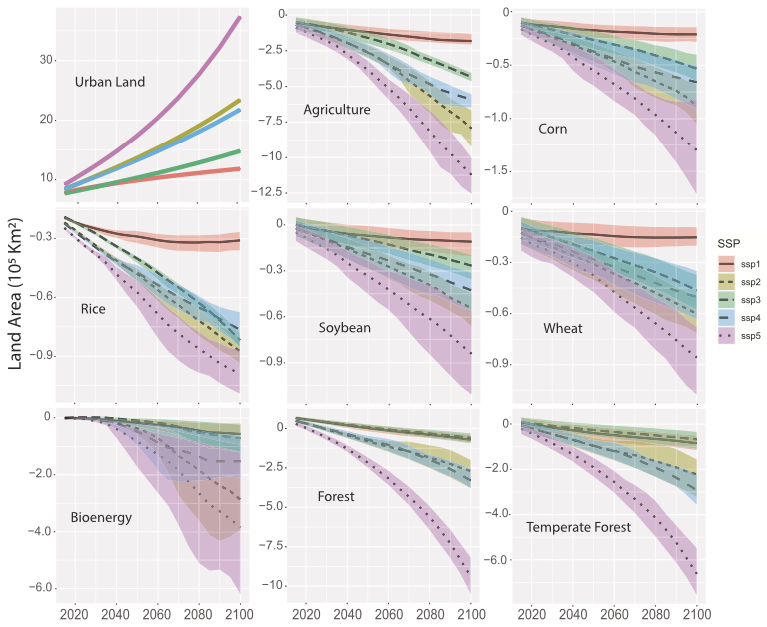 30
20
10
Urban Land
0
−2.5
−5.0
−7.5
−10
−12.5
Agriculture
0
−0.5
−1.0
−1.5
Corn
Land Area (10⁵ Km²)
−0.3
−0.6
−0.9
Rice
0
−0.3
−0.6
−0.9
Soybean
0
−0.3
−0.6
−0.9
Wheat
SSP
ssp1
ssp2
ssp3
ssp4
ssp5
0
−2.0
−4.0
−6.0
Bioenergy
0
−2.5
−5.0
−7.5
−10
Forest
0
−2.0
−4.0
−6.0
Temperate Forest
2020 2040 2060 2080 2100 2020 2040 2060 2080 2100 2020 2040 2060 2080 2100